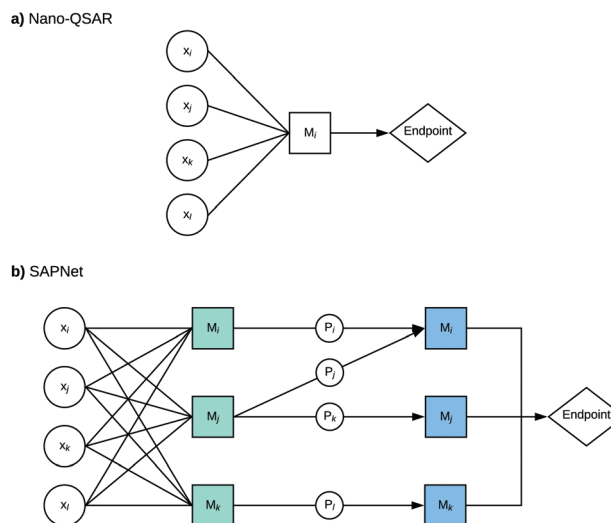 a) Nano-QSAR
xi
xj
Mi
Endpoint
xk
xl
b) SAPNet
xi
Mi
Pi
Mi
Pj
xj
Mj
Pk
Mj
Endpoint
xk
xl
Mk
Pl
Mk